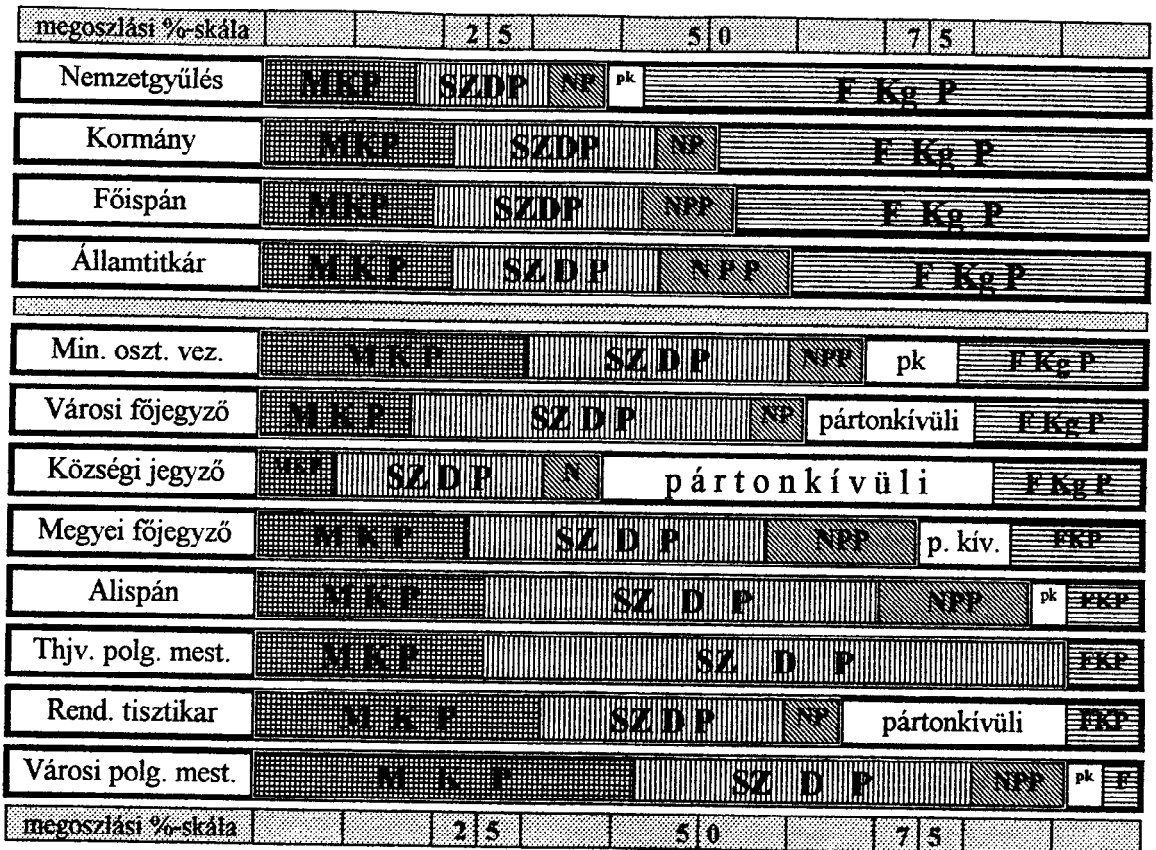 megoszlási %-skála 2 5 5 0 7 5
Nemzetgyűlés MKP SZDP NP pk F Kg P
Kormány MKP SZDP NP F Kg P
Főispán MKP SZDP NPP F Kg P
Államtitkár M K P SZ D P N P P F Kg P
Min. oszt. vez. M K P SZ D P NPP pk F Kg P
Városi főjegyző M K P SZ D P NP pártonkívüli F Kg P
Községi jegyző MKP SZ D P N pártonkívüli F Kg P
Megyei főjegyző M K P SZ D P NPP p. kív. FKP
Alispán M K P SZ D P NPP pk FKP
Thjv. polg. mest. M K P SZ D P FKP
Rend. tisztikar M K P SZ D P NP pártonkívüli FKP
Városi polg. mest. M K P SZ D P NPP pk F
megoszlási %-skála 2 5 5 0 7 5